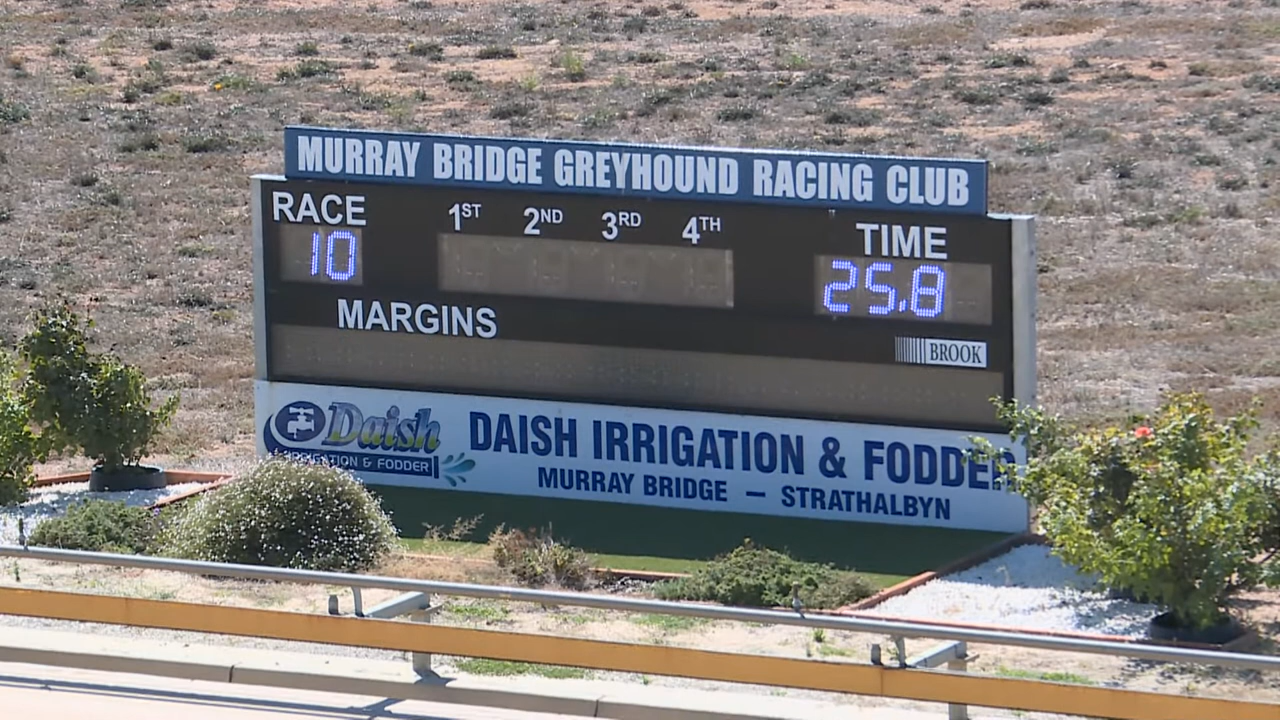 MURRAY BRIDGE GREYHOUND RACING CLUB
RACE 1ST 2ND 3RD 4TH TIME
10 25.8
MARGINS
BROOK
Daish
IRRIGATION & FODDER
DAISH IRRIGATION & FODDER
MURRAY BRIDGE — STRATHALBYN